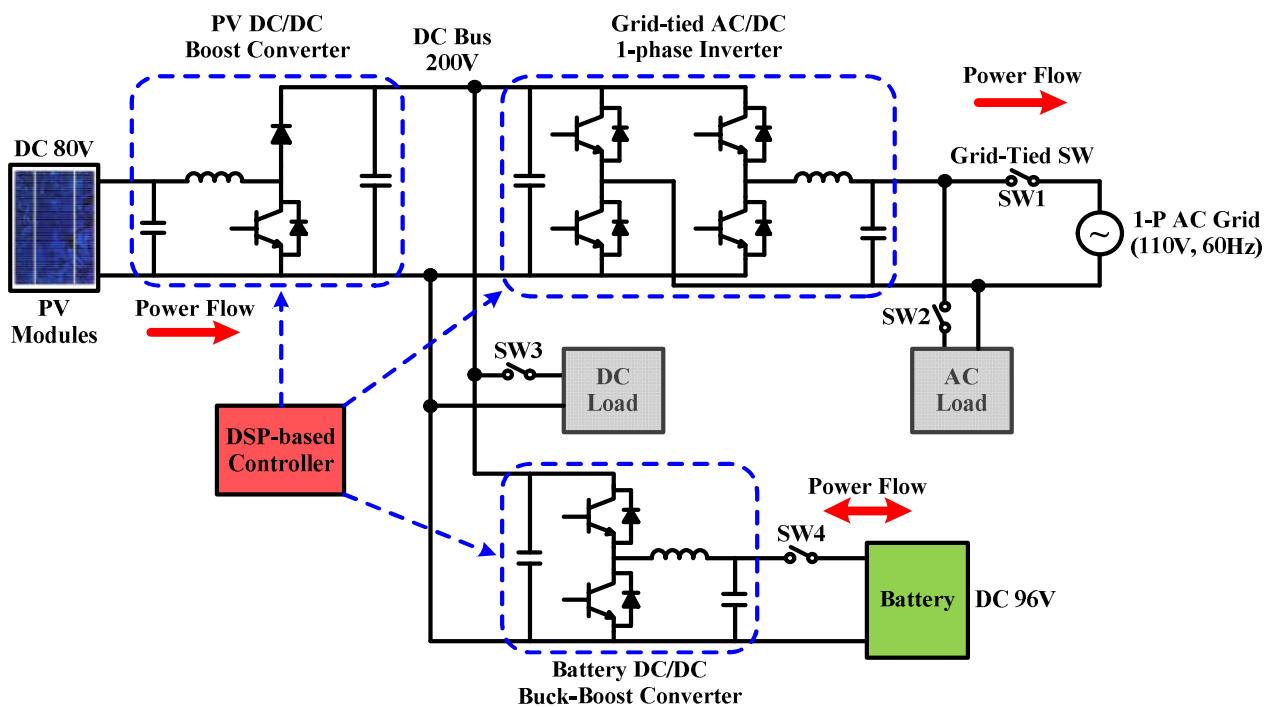 PV DC/DC
Boost Converter
DC Bus
200V
Grid-tied AC/DC
1-phase Inverter
Power Flow
DC 80V
Grid-Tied SW
SW1
1-P AC Grid
(110V, 60Hz)
~
PV
Modules
Power Flow
SW2
SW3
DC
Load
AC
Load
DSP-based
Controller
Power Flow
SW4
Battery
DC 96V
Battery DC/DC
Buck-Boost Converter